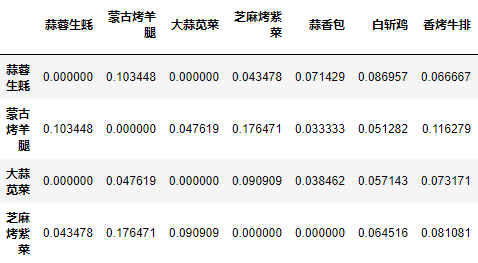 蒜蓉生蚝 蒙古烤羊腿 大蒜苋菜 芝麻烤紫菜 蒜香包 白斩鸡 香烤牛排
蒜蓉生蚝 0.000000 0.103448 0.000000 0.043478 0.071429 0.086957 0.066667
蒙古烤羊腿 0.103448 0.000000 0.047619 0.176471 0.033333 0.051282 0.116279
大蒜苋菜 0.000000 0.047619 0.000000 0.090909 0.038462 0.057143 0.073171
芝麻烤紫菜 0.043478 0.176471 0.090909 0.000000 0.000000 0.064516 0.081081